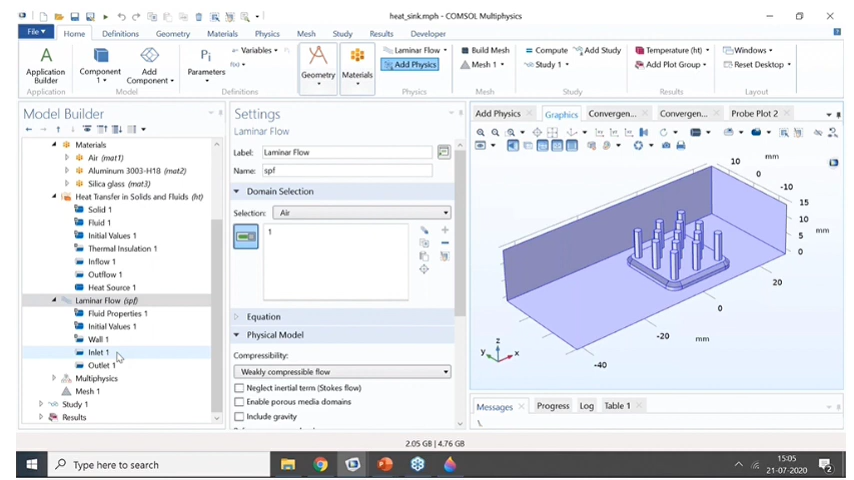 heat_sink.mph - COMSOL Multiphysics
File Home Definitions Geometry Materials Physics Mesh Study Results Developer
Application Builder
Component 1
Add Component
Pi
Parameters
Variables
f(x)
Geometry
Materials
Laminar Flow
Add Physics
Build Mesh
Mesh 1
Compute
Add Study
Study 1
Temperature (ht)
Add Plot Group
Windows
Reset Desktop
Application Model Definitions Physics Mesh Study Results Layout
Model Builder
Materials
Air (mat1)
Aluminum 3003-H18 (mat2)
Silica glass (mat3)
Heat Transfer in Solids and Fluids (ht)
Solid 1
Fluid 1
Initial Values 1
Thermal Insulation 1
Inflow 1
Outflow 1
Heat Source 1
Laminar Flow (spf)
Fluid Properties 1
Initial Values 1
Wall 1
Inlet 1
Outlet 1
Multiphysics
Mesh 1
Study 1
Results
Settings
Laminar Flow
Label: Laminar Flow
Name: spf
Domain Selection
Selection: Air
1
Equation
Physical Model
Compressibility:
Weakly compressible flow
Neglect inertial term (Stokes flow)
Enable porous media domains
Include gravity
Add Physics Graphics Convergen... Convergen... Probe Plot 2
10 mm
0
-10
15
10
mm
5
0
20
0
-20 mm
-40
z
y x
Messages Progress Log Table 1
2.05 GB | 4.76 GB
Type here to search
15:05
21-07-2020
2